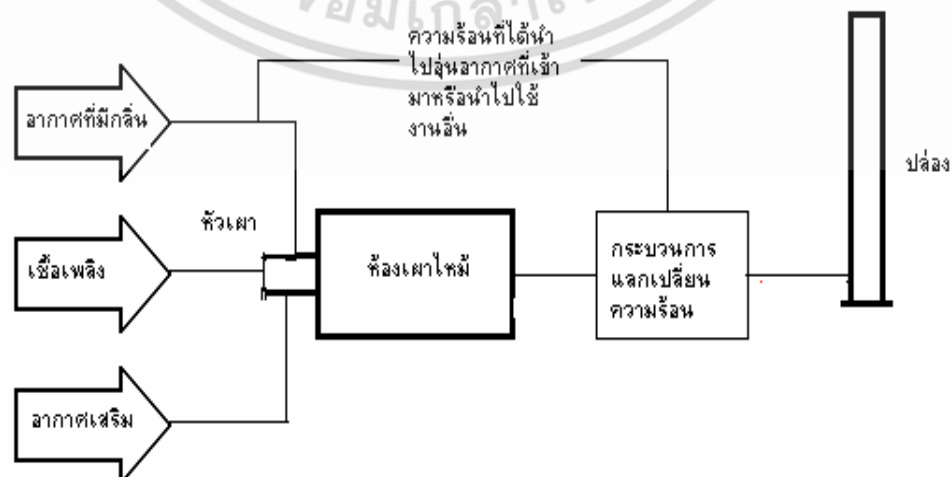 ความร้อนที่ได้นำ
ไปอุ่นอากาศที่เข้า
มาหรือนำไปใช้
งานอื่น
อากาศที่มีกลิ่น
ปล่อง
หัวเผา
เชื้อเพลิง
ห้องเผาไหม้
กระบวนการ
แลกเปลี่ยน
ความร้อน
อากาศเสริม